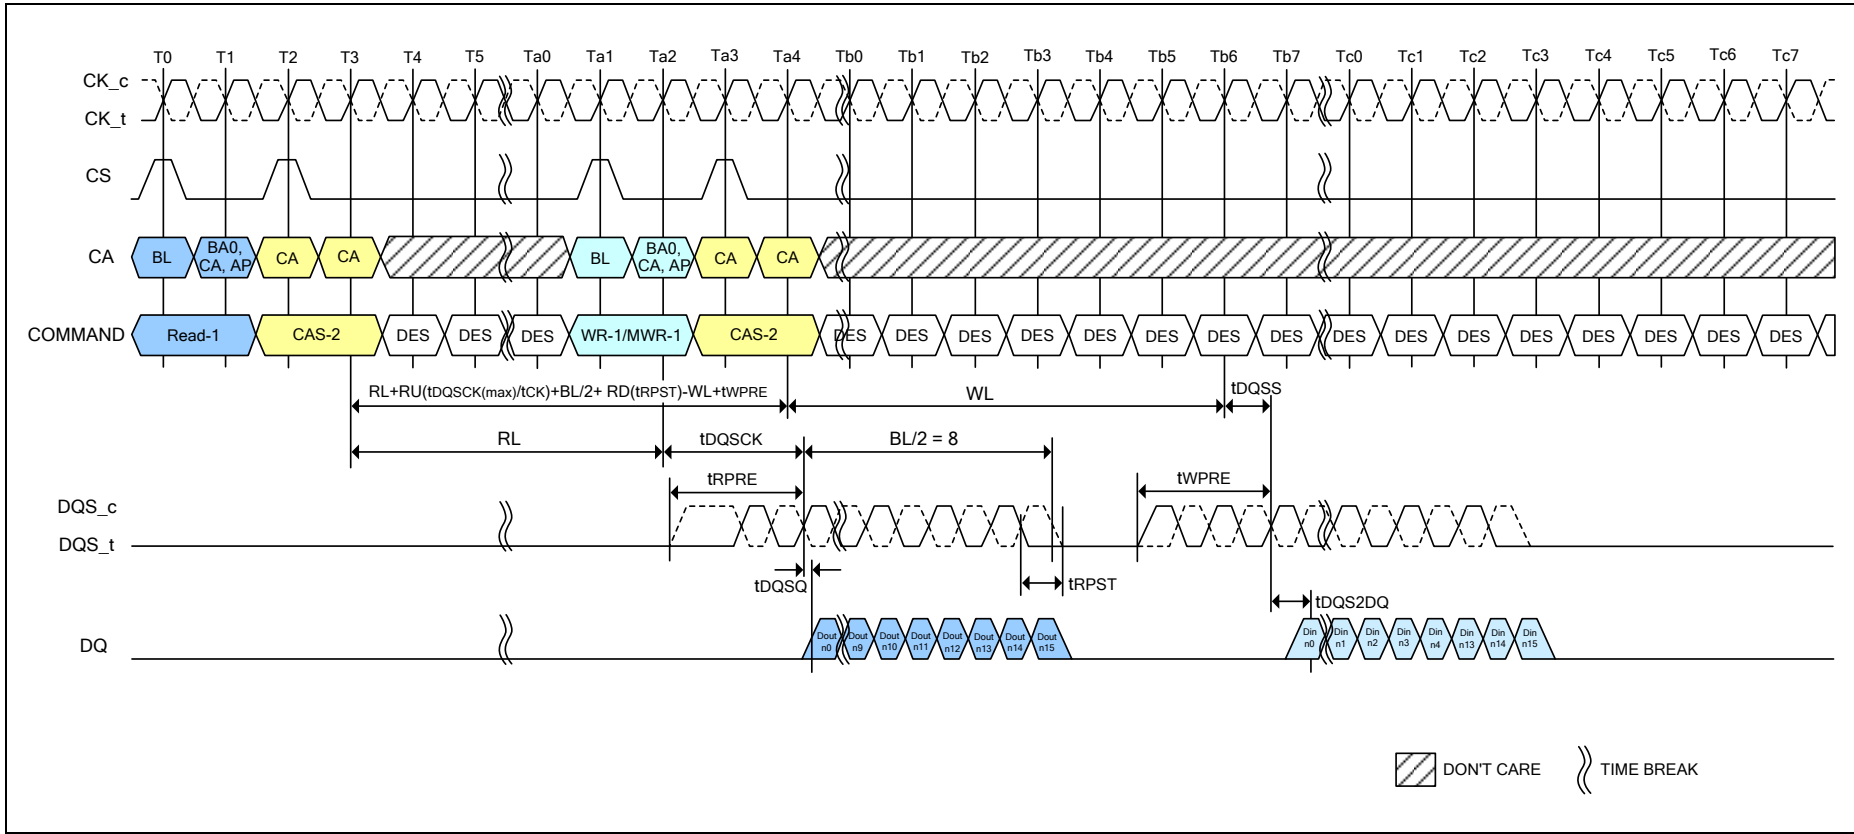 T0 T1 T2 T3 T4 T5 Ta0 Ta1 Ta2 Ta3 Ta4 Tb0 Tb1 Tb2 Tb3 Tb4 Tb5 Tb6 Tb7 Tc0 Tc1 Tc2 Tc3 Tc4 Tc5 Tc6 Tc7
CK_c
CK_t
CS
CA BL BA0, CA, AP CA CA BL BA0, CA, AP CA CA
COMMAND Read-1 CAS-2 DES DES DES WR-1/MWR-1 CAS-2 DES DES DES DES DES DES DES DES DES DES DES DES DES DES DES DES
RL+RU(tDQSCK(max)/tCK)+BL/2+ RD(tRPST)-WL+tWPRE WL tDQSS
RL tDQSCK BL/2 = 8
tRPRE tWPRE
DQS_c
DQS_t
tDQSQ tRPST
tDQS2DQ
DQ Dout n0 Dout n9 Dout n10 Dout n11 Dout n12 Dout n13 Dout n14 Dout n15 Din n0 Din n1 Din n2 Din n3 Din n4 Din n13 Din n14 Din n15
DON'T CARE TIME BREAK